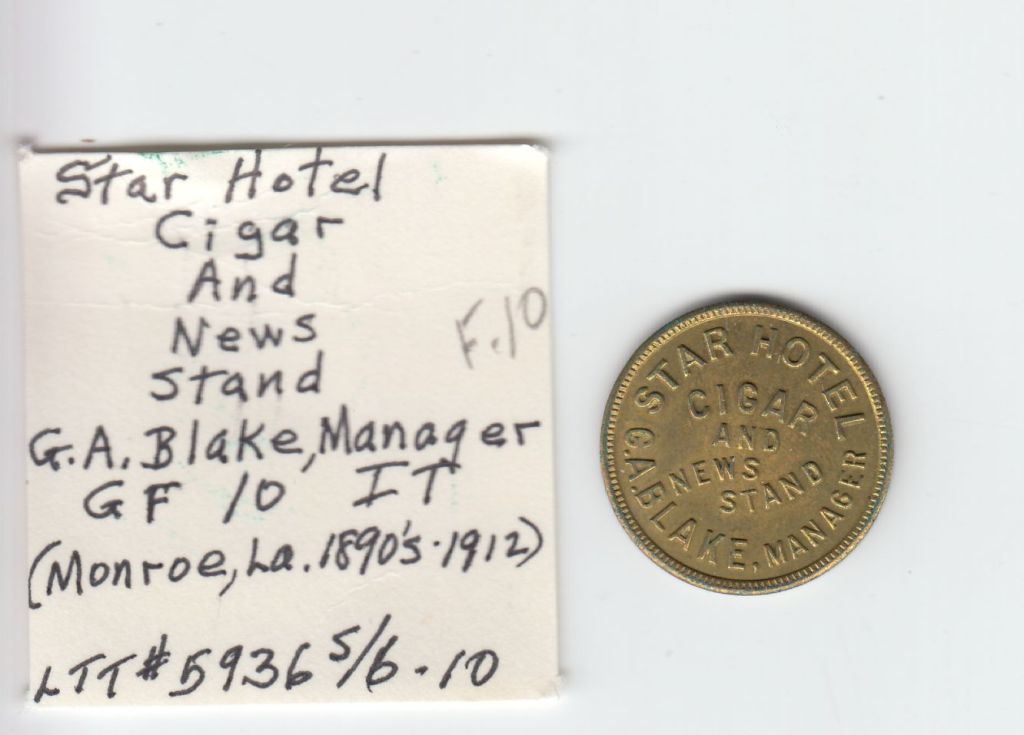 Star Hotel
Cigar
And
News
Stand
F.10
G.A. Blake, Manager
GF 10 IT
(Monroe, La. 1890's-1912)
LTT #5936 5/6-10
STAR HOTEL
CIGAR
AND
NEWS
STAND
G.A.BLAKE, MANAGER